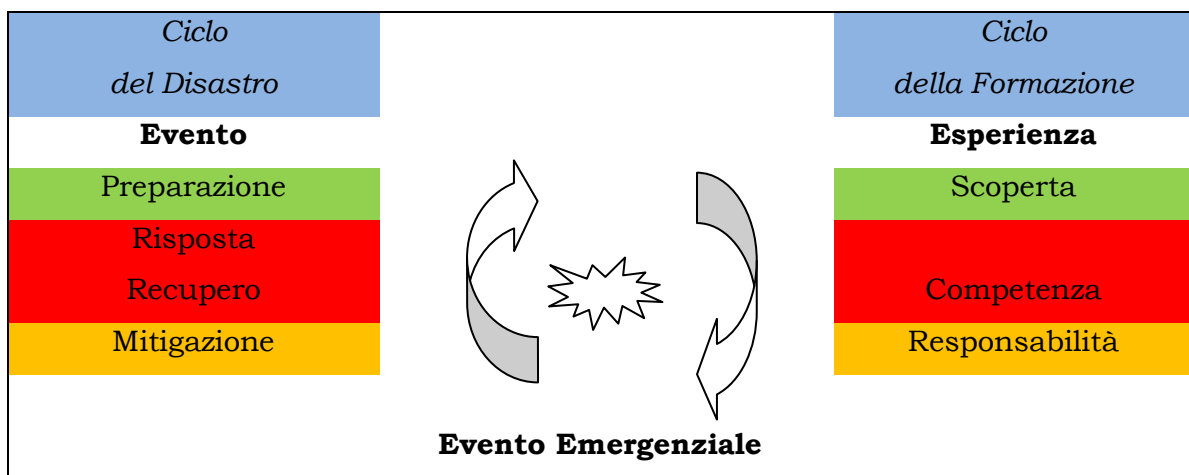 Ciclo
del Disastro
Evento
Preparazione
Risposta
Recupero
Mitigazione
Ciclo
della Formazione
Esperienza
Scoperta
Competenza
Responsabilità
Evento Emergenziale